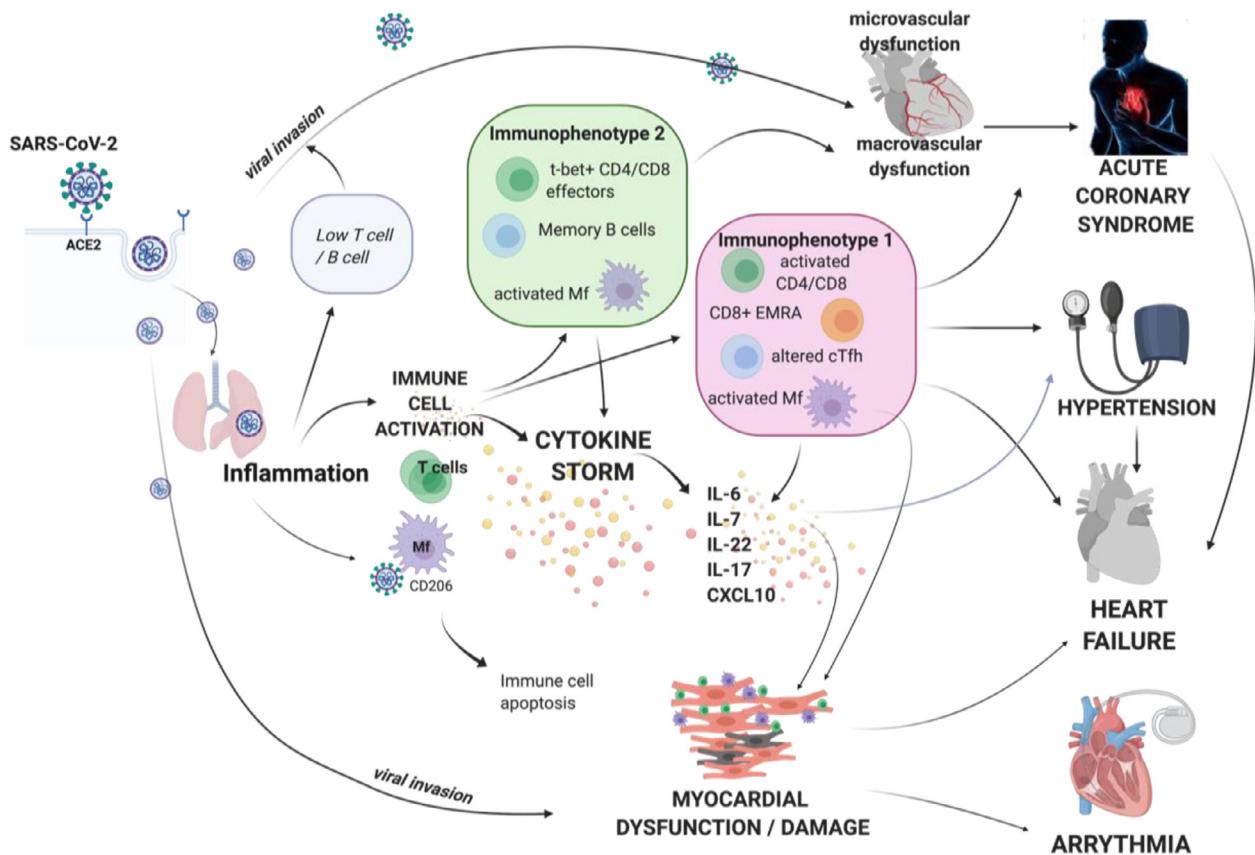 microvascular
dysfunction
viral invasion
SARS-CoV-2
ACE2
Low T cell
/ B cell
Immunophenotype 2
t-bet+ CD4/CD8
effectors
Memory B cells
activated Mf
macrovascular
dysfunction
ACUTE
CORONARY
SYNDROME
Immunophenotype 1
activated
CD4/CD8
CD8+ EMRA
altered cTfh
activated Mf
HYPERTENSION
IMMUNE
CELL
ACTIVATION
Inflammation
T cells
CYTOKINE
STORM
Mf
CD206
IL-6
IL-7
IL-22
IL-17
CXCL10
HEART
FAILURE
Immune cell
apoptosis
viral invasion
MYOCARDIAL
DYSFUNCTION / DAMAGE
ARRYTHMIA